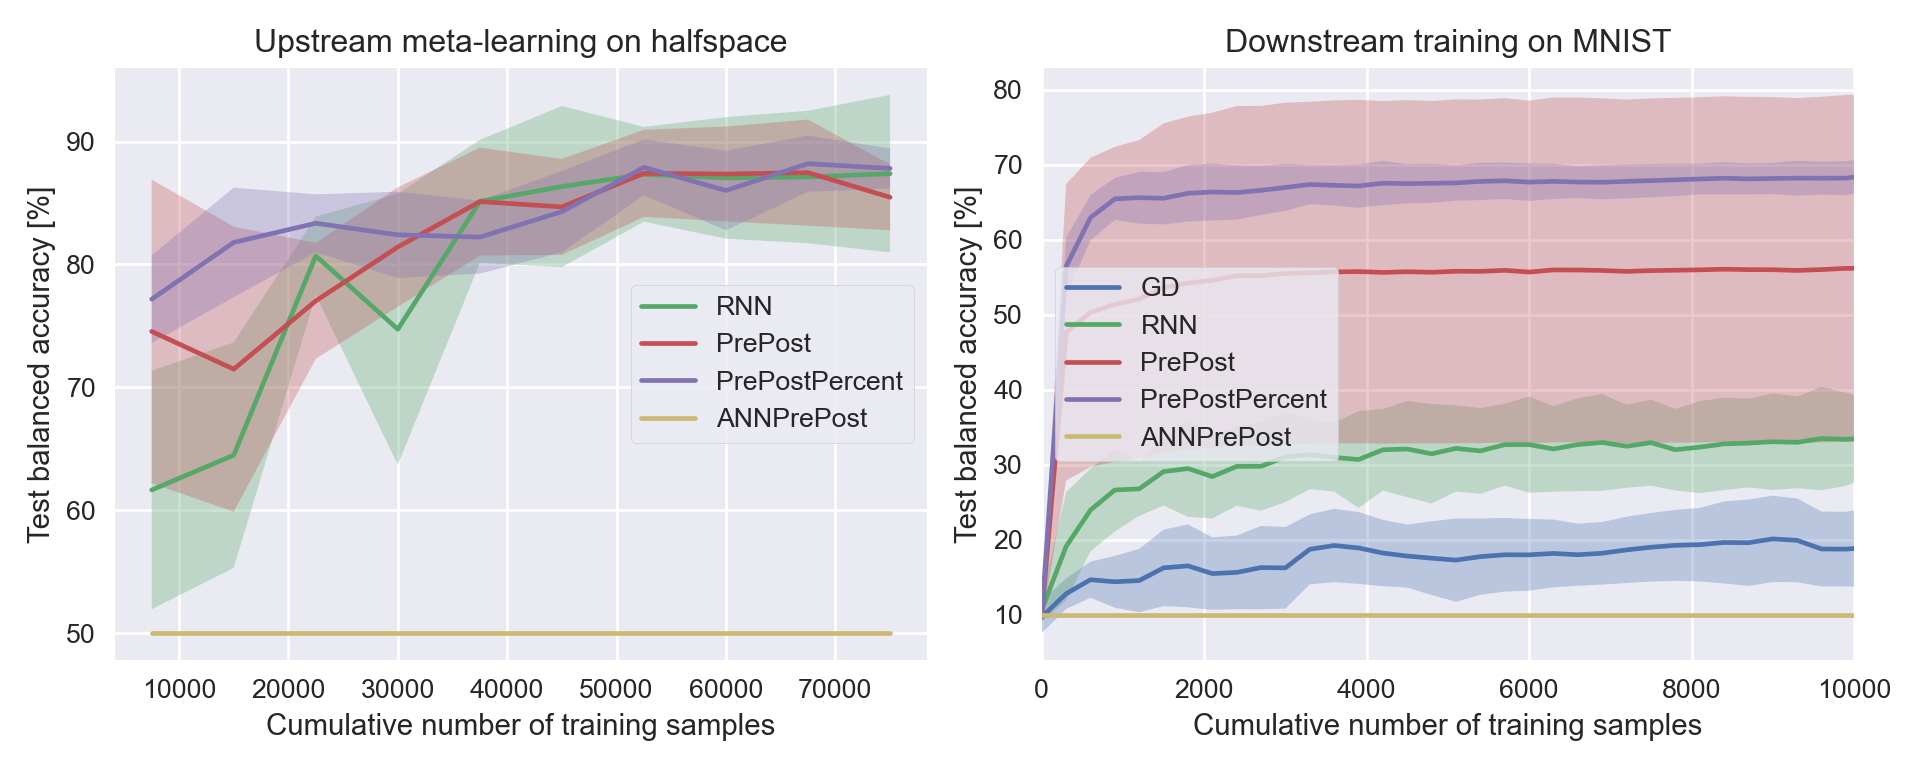 Upstream meta-learning on halfspace
Test balanced accuracy [%]
90
80
70
60
50
RNN
PrePost
PrePostPercent
ANNPrePost
10000 20000 30000 40000 50000 60000 70000
Cumulative number of training samples
Downstream training on MNIST
Test balanced accuracy [%]
80
70
60
50
40
30
20
10
GD
RNN
PrePost
PrePostPercent
ANNPrePost
0 2000 4000 6000 8000 10000
Cumulative number of training samples